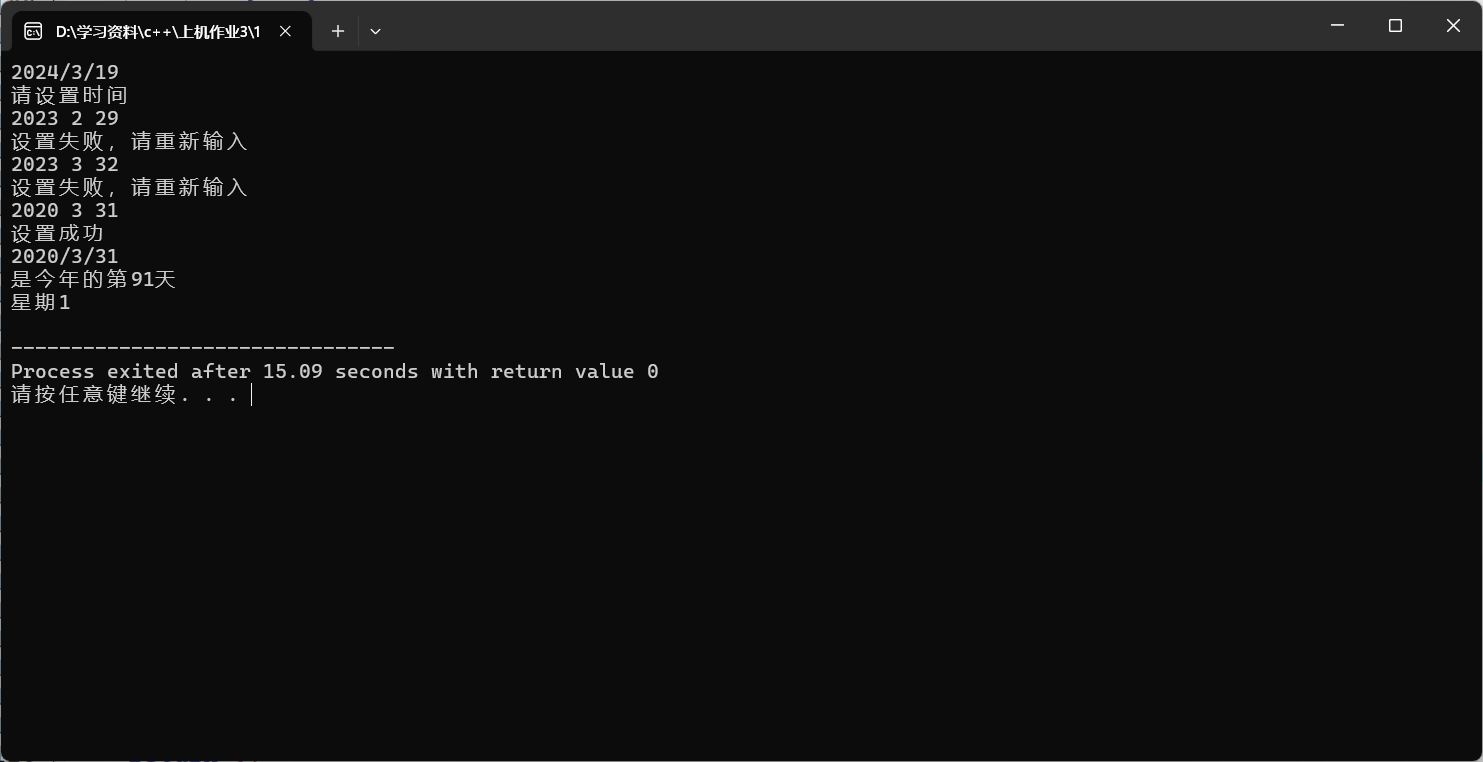 D:\学习资料\c++\上机作业3\1
2024/3/19
请设置时间
2023 2 29
设置失败，请重新输入
2023 3 32
设置失败，请重新输入
2020 3 31
设置成功
2020/3/31
是今年的第91天
星期1
--------------------------------
Process exited after 15.09 seconds with return value 0
请按任意键继续. . .